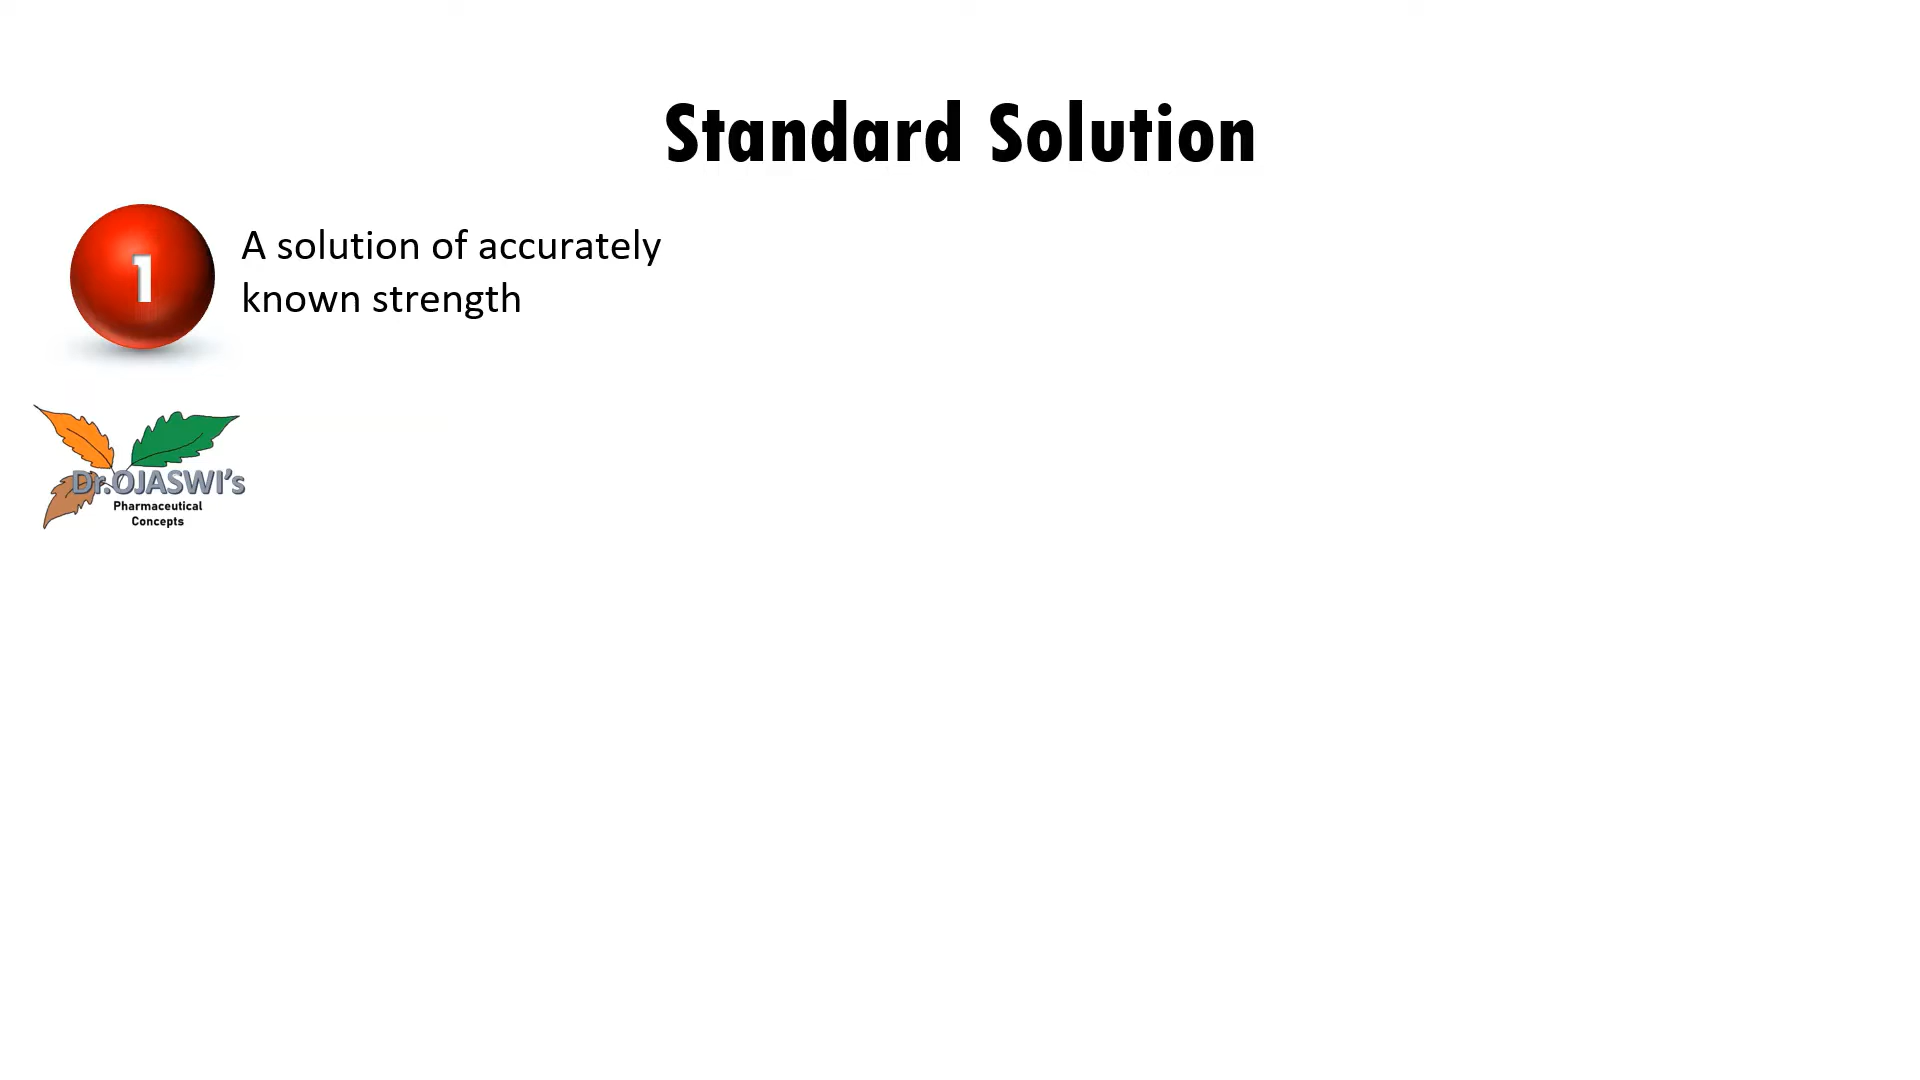 Standard Solution
1
A solution of accurately
known strength
Dr.OJASWI's
Pharmaceutical
Concepts